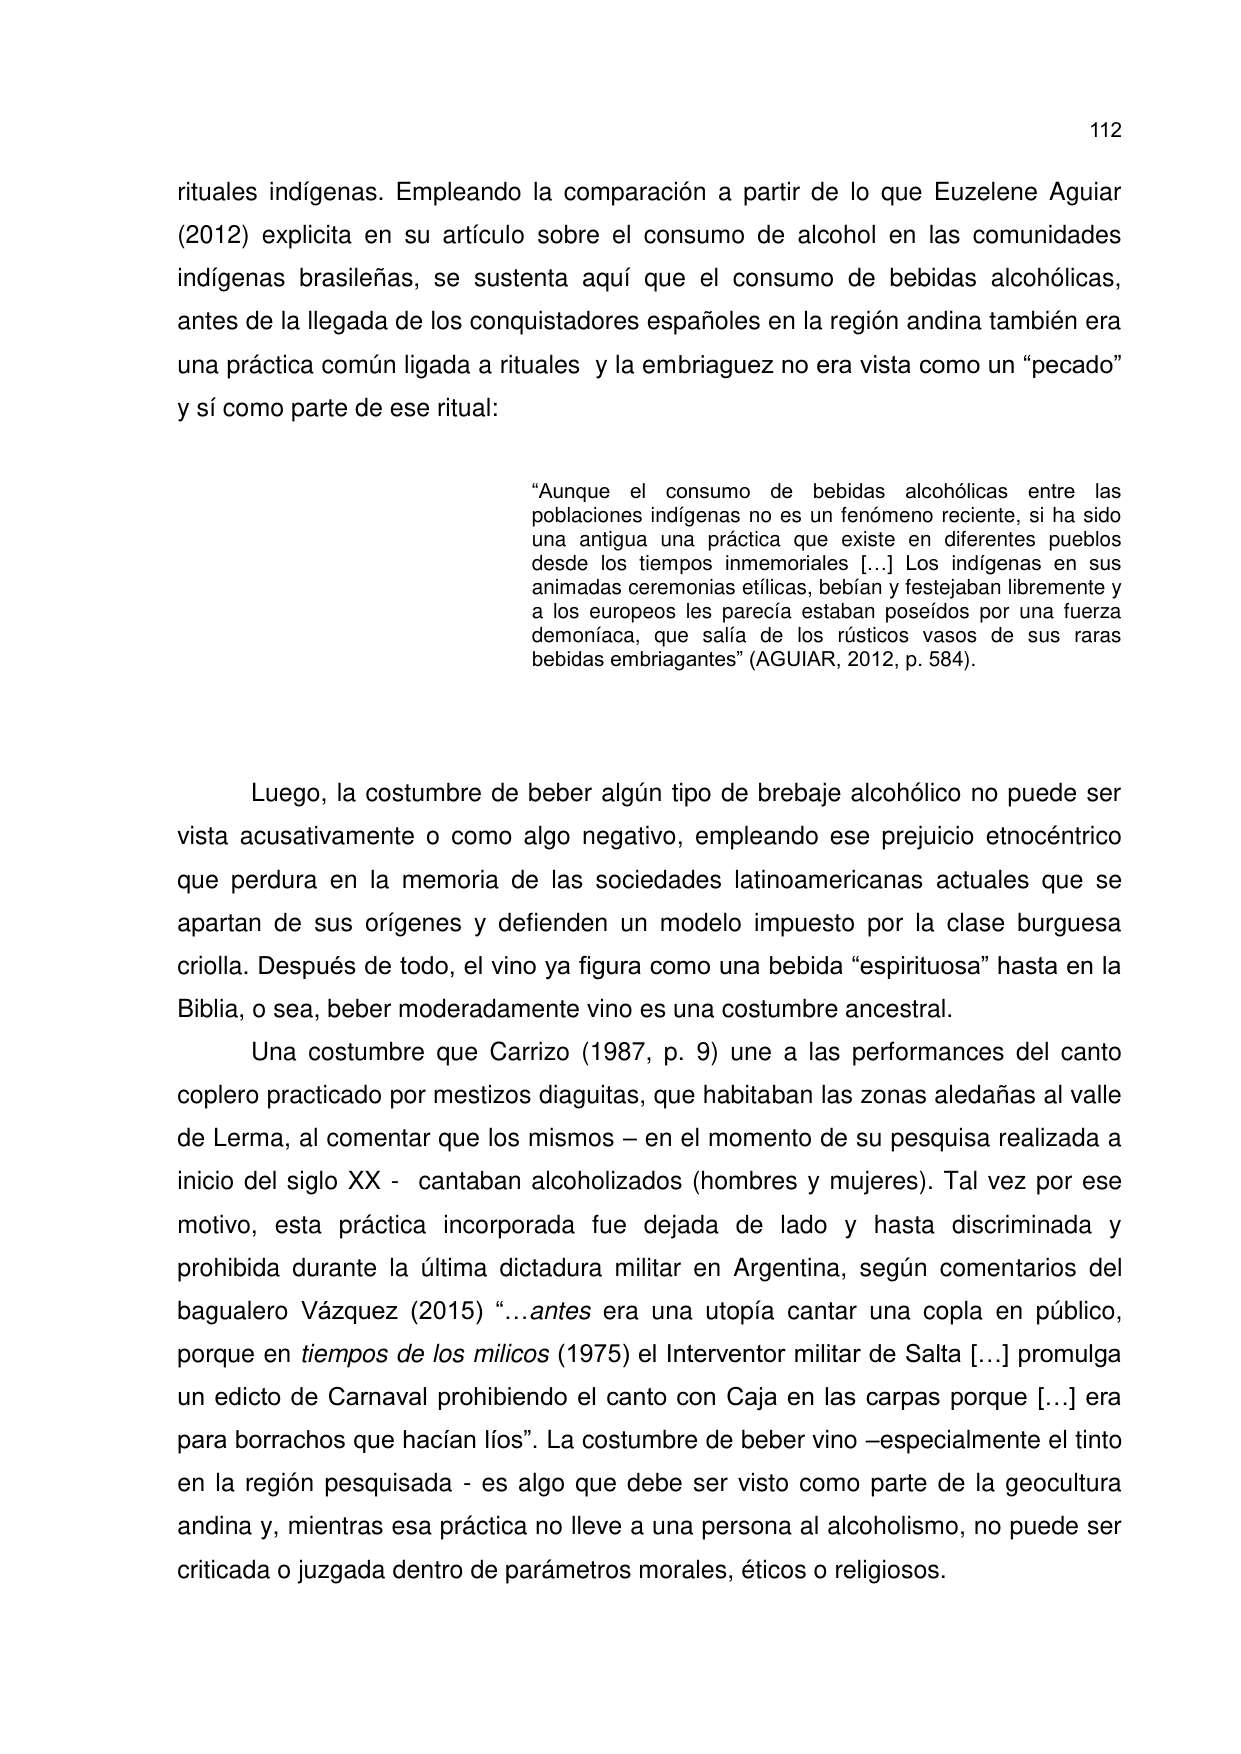 112
rituales indígenas. Empleando la comparación a partir de lo que Euzelene Aguiar
(2012) explicita en su artículo sobre el consumo de alcohol en las comunidades
indígenas brasileñas, se sustenta aquí que el consumo de bebidas alcohólicas,
antes de la llegada de los conquistadores españoles en la región andina también era
una práctica común ligada a rituales  y la embriaguez no era vista como un “pecado”
y sí como parte de ese ritual:
“Aunque el consumo de bebidas alcohólicas entre las
poblaciones indígenas no es un fenómeno reciente, si ha sido
una antigua una práctica que existe en diferentes pueblos
desde los tiempos inmemoriales […] Los indígenas en sus
animadas ceremonias etílicas, bebían y festejaban libremente y
a los europeos les parecía estaban poseídos por una fuerza
demoníaca, que salía de los rústicos vasos de sus raras
bebidas embriagantes” (AGUIAR, 2012, p. 584).
Luego, la costumbre de beber algún tipo de brebaje alcohólico no puede ser
vista acusativamente o como algo negativo, empleando ese prejuicio etnocéntrico
que perdura en la memoria de las sociedades latinoamericanas actuales que se
apartan de sus orígenes y defienden un modelo impuesto por la clase burguesa
criolla. Después de todo, el vino ya figura como una bebida “espirituosa” hasta en la
Biblia, o sea, beber moderadamente vino es una costumbre ancestral.
Una costumbre que Carrizo (1987, p. 9) une a las performances del canto
coplero practicado por mestizos diaguitas, que habitaban las zonas aledañas al valle
de Lerma, al comentar que los mismos – en el momento de su pesquisa realizada a
inicio del siglo XX -  cantaban alcoholizados (hombres y mujeres). Tal vez por ese
motivo, esta práctica incorporada fue dejada de lado y hasta discriminada y
prohibida durante la última dictadura militar en Argentina, según comentarios del
bagualero Vázquez (2015) “…antes era una utopía cantar una copla en público,
porque en tiempos de los milicos (1975) el Interventor militar de Salta […] promulga
un edicto de Carnaval prohibiendo el canto con Caja en las carpas porque […] era
para borrachos que hacían líos”. La costumbre de beber vino –especialmente el tinto
en la región pesquisada - es algo que debe ser visto como parte de la geocultura
andina y, mientras esa práctica no lleve a una persona al alcoholismo, no puede ser
criticada o juzgada dentro de parámetros morales, éticos o religiosos.